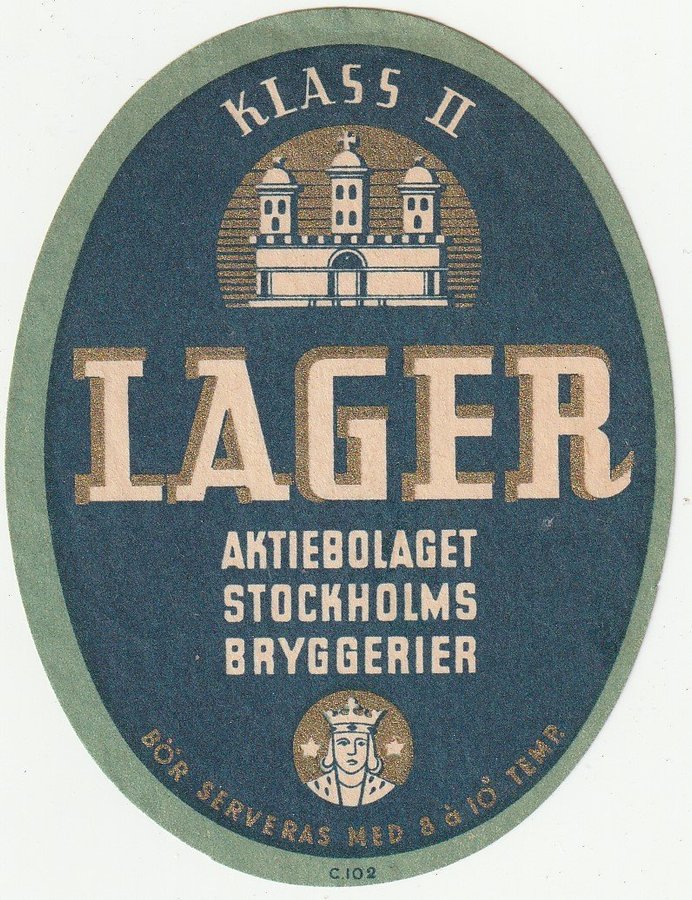 KLASS II
LAGER
AKTIEBOLAGET
STOCKHOLMS
BRYGGERIER
BÖR SERVERAS MED 8 à 10° TEMP.
C.102